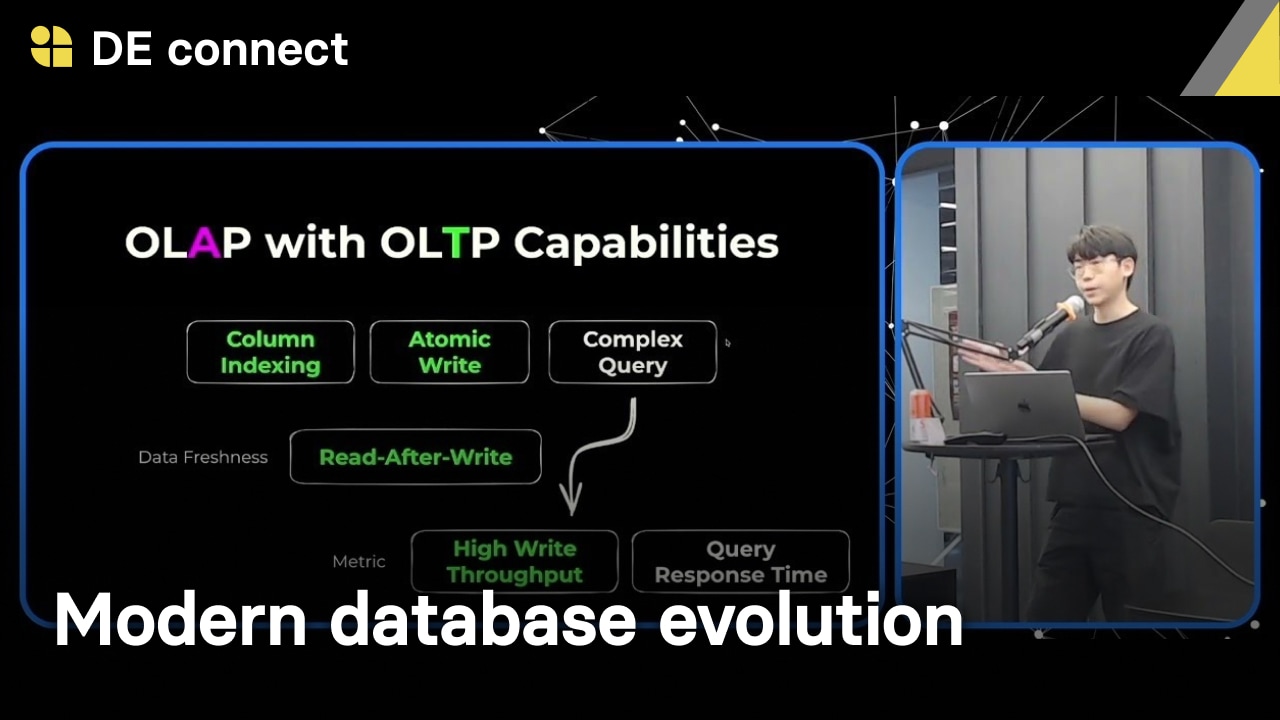 DE connect
OLAP with OLTP Capabilities
Column
Indexing
Atomic
Write
Complex
Query
Data Freshness
Read-After-Write
Metric
High Write
Throughput
Query
Response Time
Modern database evolution